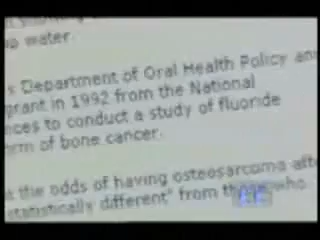 water.
s Department of Oral Health Policy an
grant in 1992 from the National
nces to conduct a study of fluoride
rm of bone cancer.
the odds of having osteosarcoma aft
statistically different" from those who